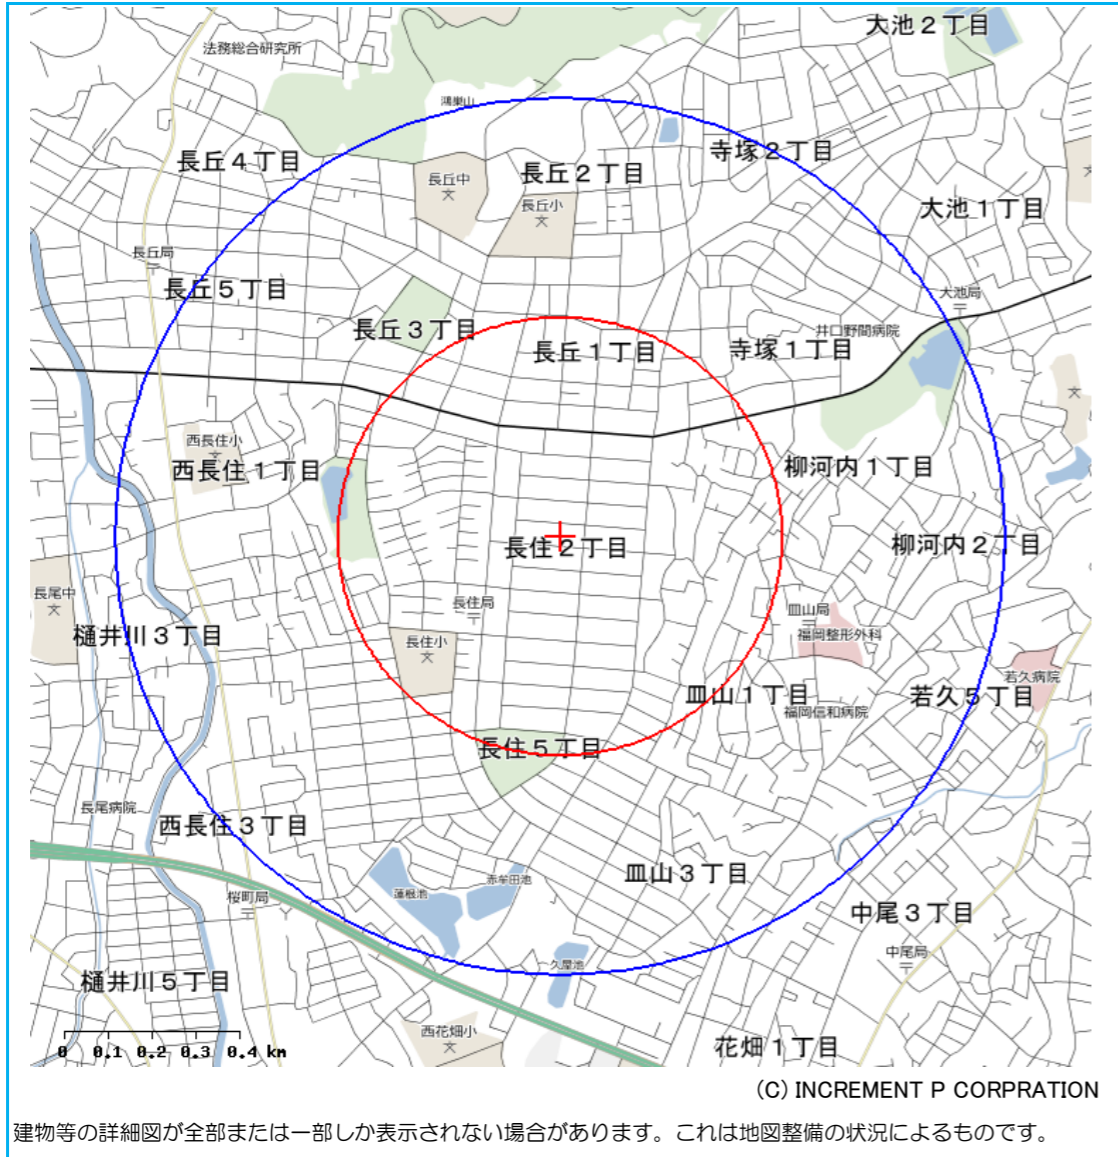 大池２丁目
法務総合研究所
鴻巣山
寺塚２丁目
長丘４丁目
長丘中
長丘２丁目
長丘小
大池１丁目
長丘局
長丘５丁目
大池局
長丘３丁目
井口野間病院
長丘１丁目
寺塚１丁目
西長住小
西長住１丁目
柳河内１丁目
長住２丁目
柳河内２丁目
長尾中
長住局
皿山局
樋井川３丁目
長住小
福岡整形外科
若久病院
皿山１丁目
若久５丁目
福岡信和病院
長住５丁目
長尾病院
西長住３丁目
皿山３丁目
赤牟田池
蓮根池
桜町局
中尾３丁目
中尾局
久屋池
樋井川５丁目
西花畑小
花畑１丁目
0 0.1 0.2 0.3 0.4 km
(C) INCREMENT P CORPRATION
建物等の詳細図が全部または一部しか表示されない場合があります。これは地図整備の状況によるものです。